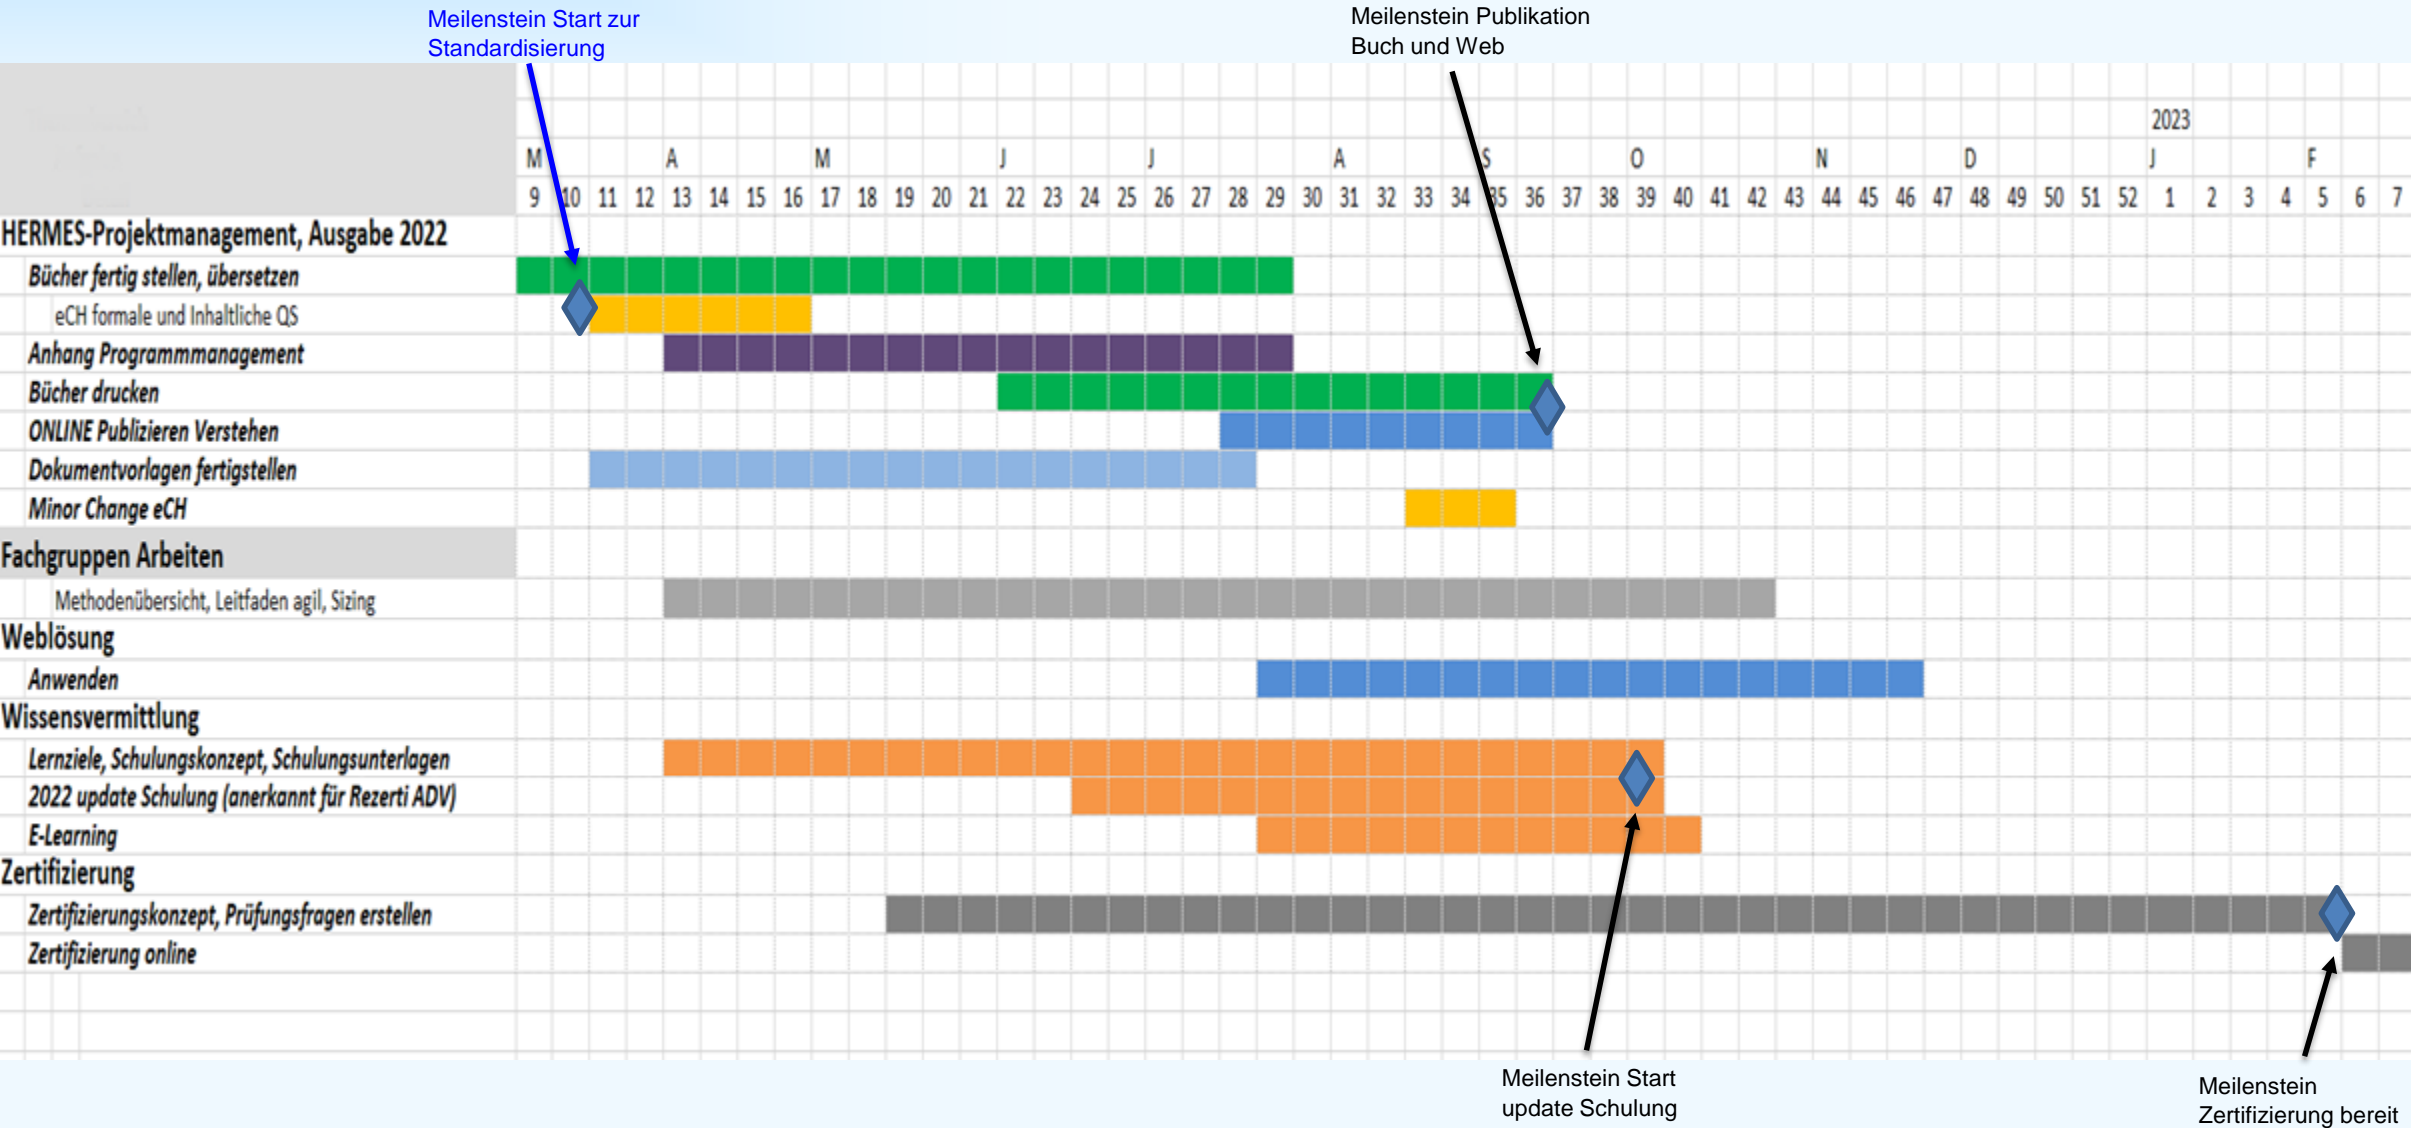 Meilenstein Start zur
Standardisierung
Meilenstein Publikation
Buch und Web
2023
M A M J J A S O N D J F
9 10 11 12 13 14 15 16 17 18 19 20 21 22 23 24 25 26 27 28 29 30 31 32 33 34 35 36 37 38 39 40 41 42 43 44 45 46 47 48 49 50 51 52 1 2 3 4 5 6 7
HERMES-Projektmanagement, Ausgabe 2022
Bücher fertig stellen, übersetzen
eCH formale und Inhaltliche QS
Anhang Programmmanagement
Bücher drucken
ONLINE Publizieren Verstehen
Dokumentvorlagen fertigstellen
Minor Change eCH
Fachgruppen Arbeiten
Methodenübersicht, Leitfaden agil, Sizing
Weblösung
Anwenden
Wissensvermittlung
Lernziele, Schulungskonzept, Schulungsunterlagen
2022 update Schulung (anerkannt für Rezerti ADV)
E-Learning
Zertifizierung
Zertifizierungskonzept, Prüfungsfragen erstellen
Zertifizierung online
Meilenstein Start
update Schulung
Meilenstein
Zertifizierung bereit